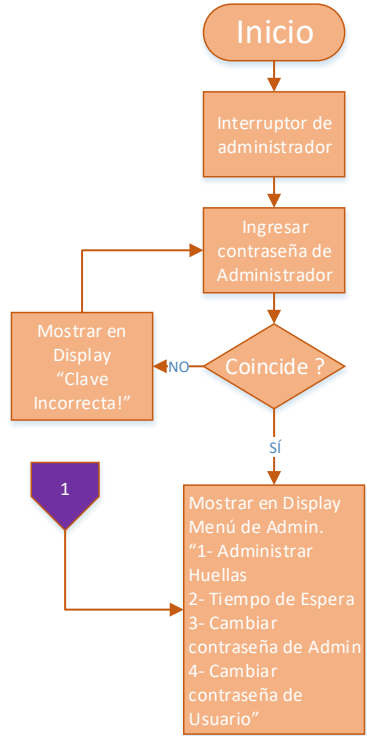 Inicio
Interruptor de
administrador
Ingresar
contraseña de
Administrador
Coincide ?
NO
Mostrar en
Display
“Clave
Incorrecta!”
SÍ
1
Mostrar en Display
Menú de Admin.
“1- Administrar
Huellas
2- Tiempo de Espera
3- Cambiar
contraseña de Admin
4- Cambiar
contraseña de
Usuario”